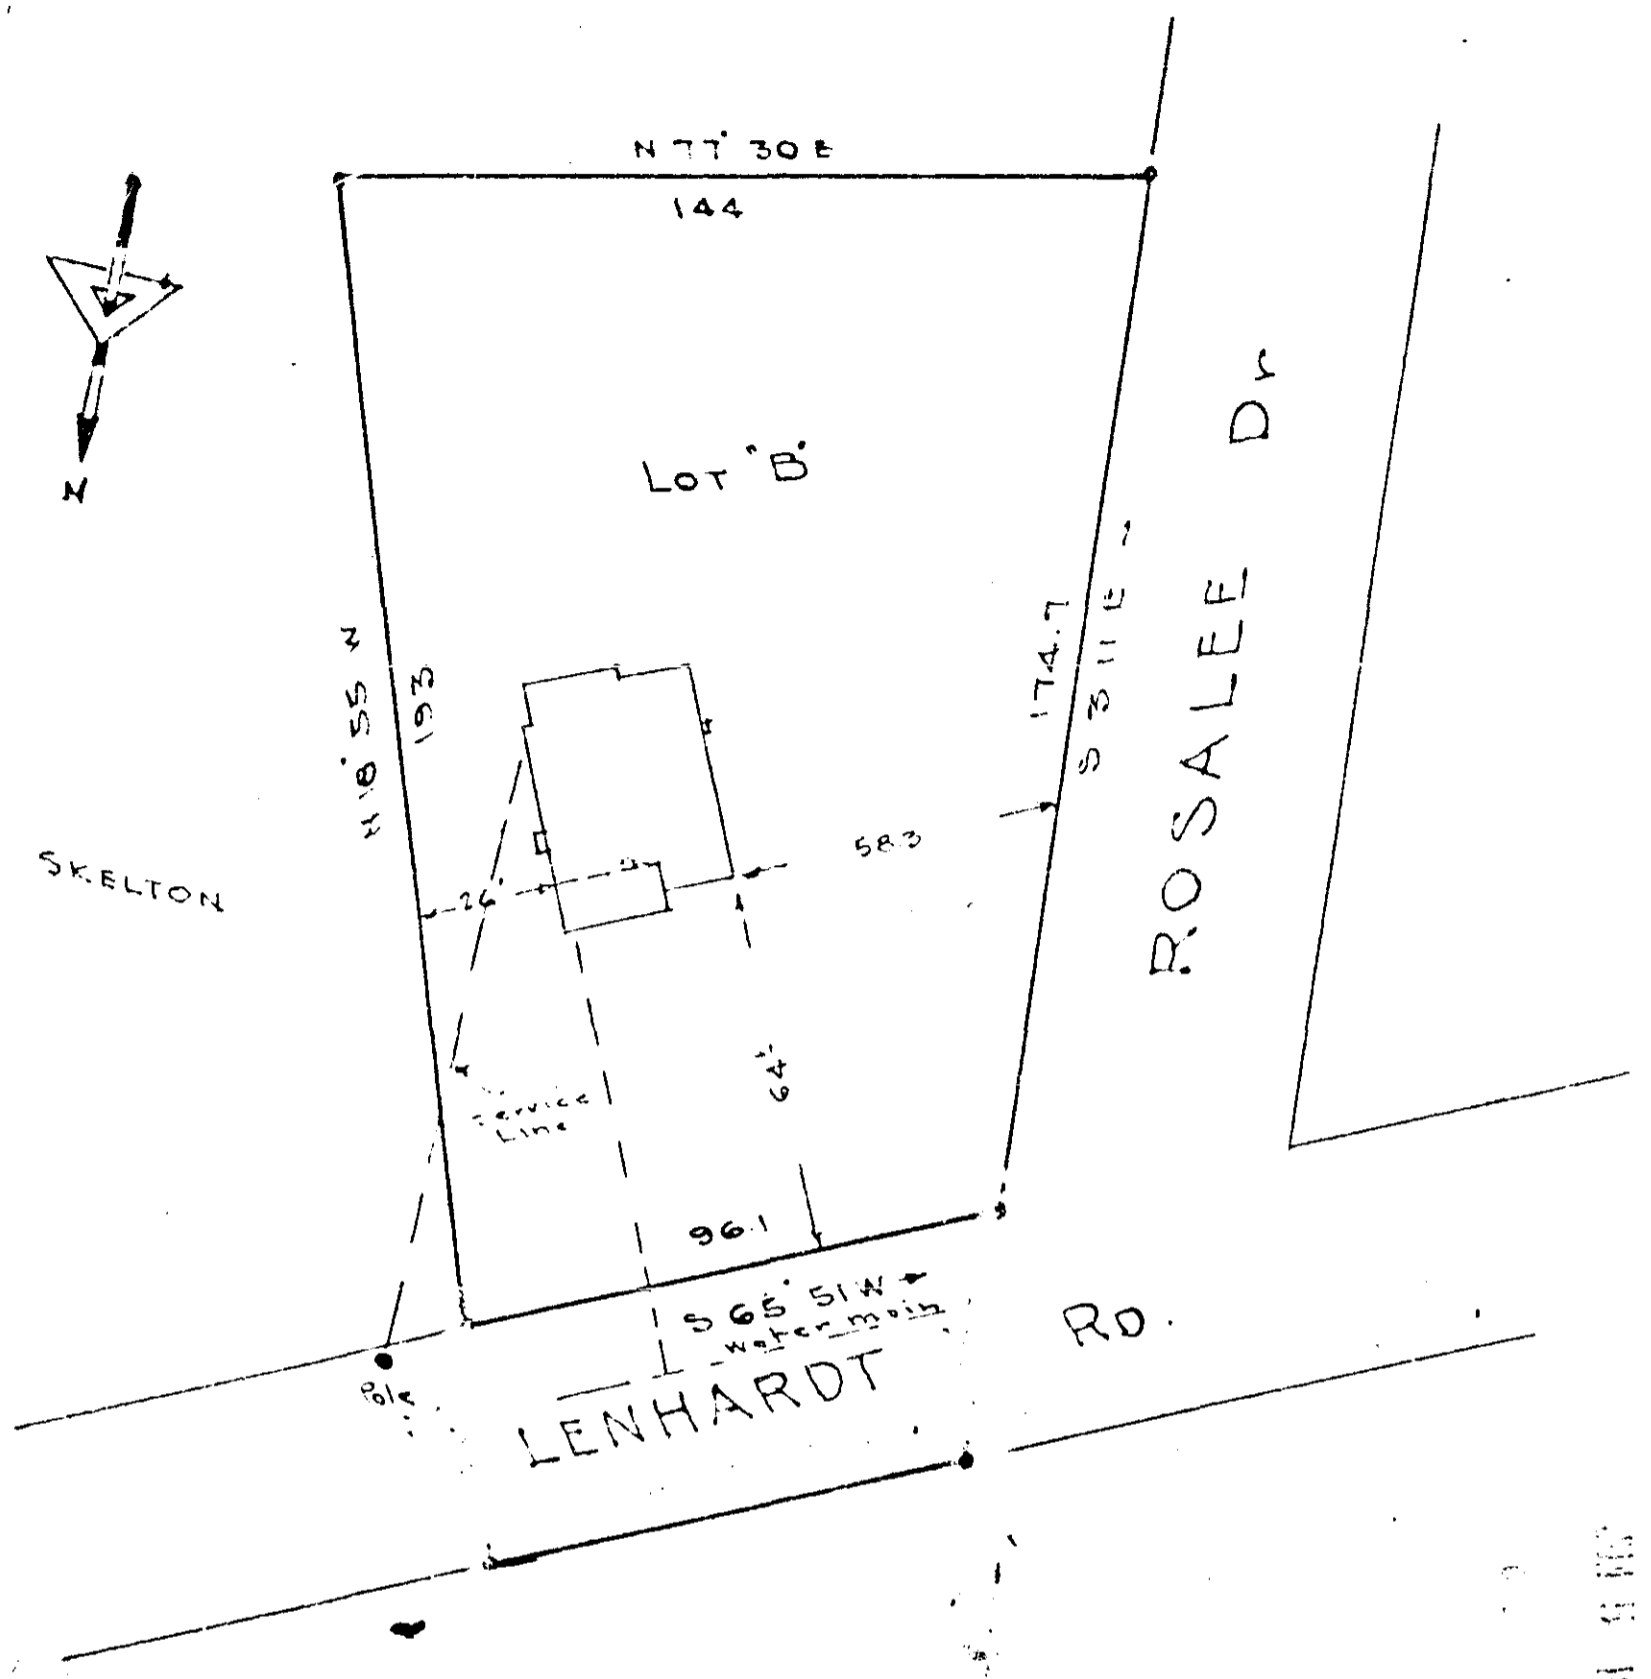 N 77° 30 E
144
N
LOT "B"
ROSALEE Dr
N 18° 55 W
193
174.7
S 3 11 E
SKELTON
26'
58.3
64'
Service
Line
96.1
S 65° 51 W
Water main
LENHARDT RD.
Pole